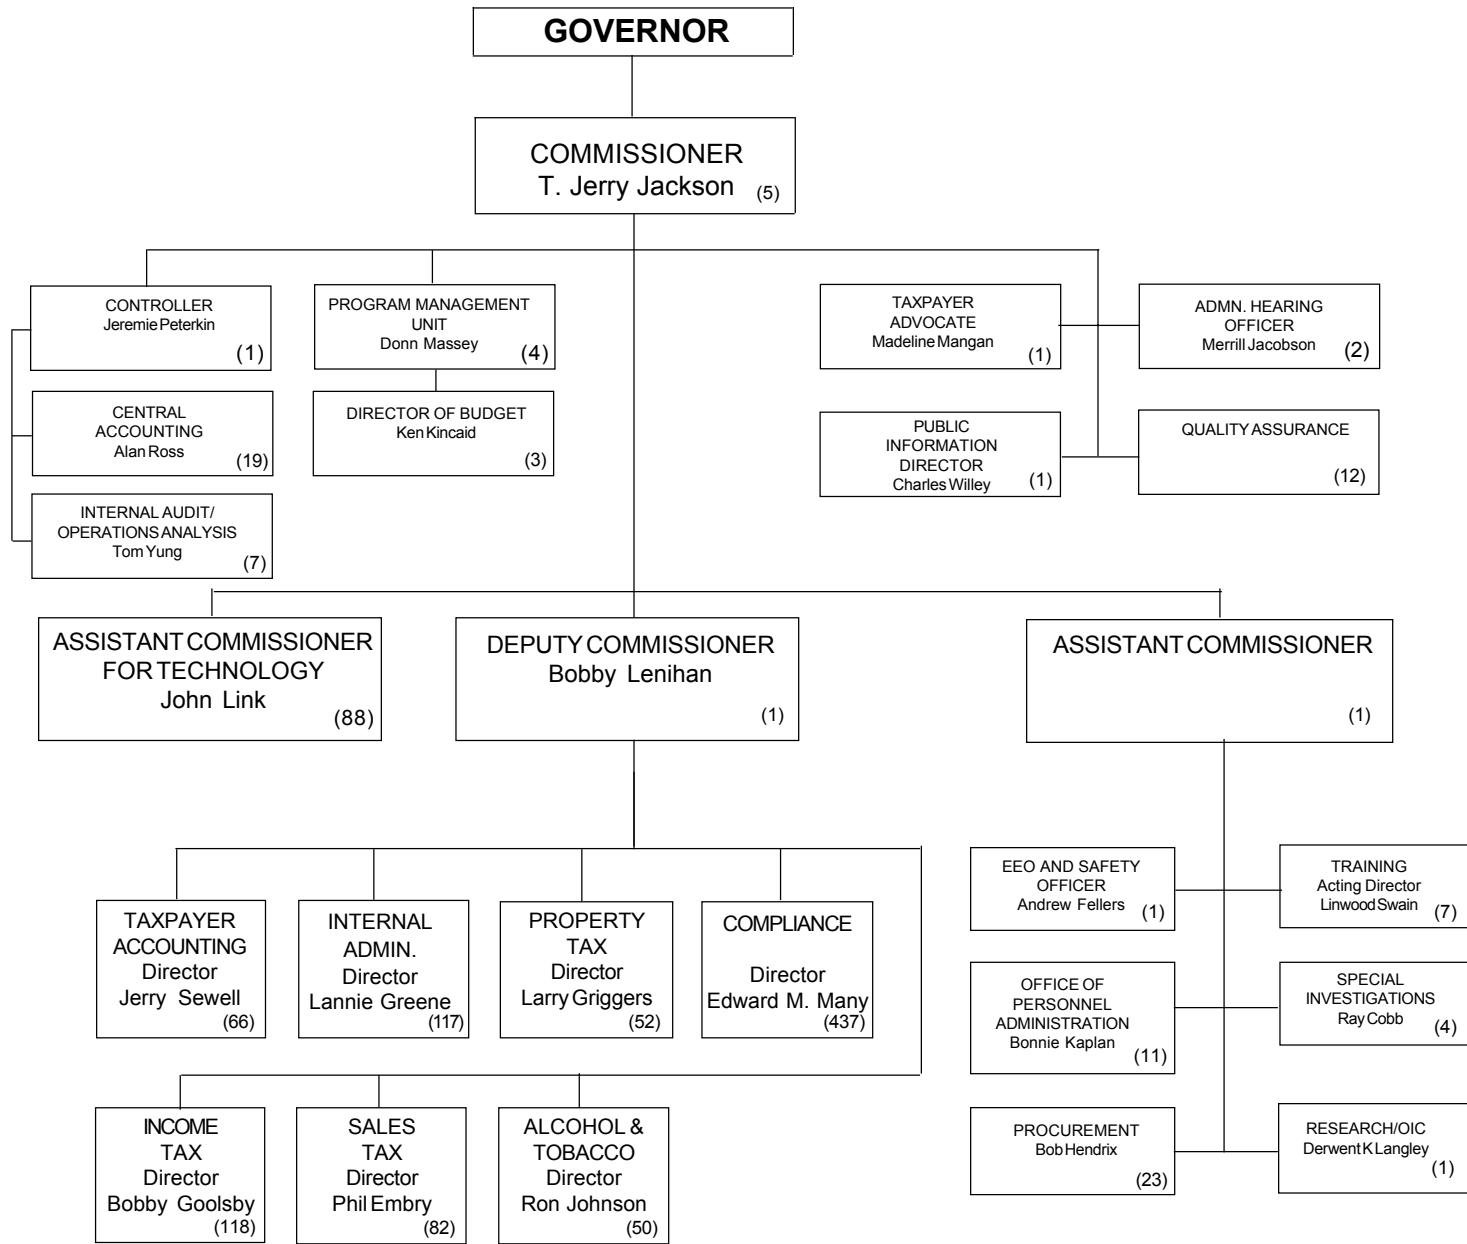 GOVERNOR
COMMISSIONER
T. Jerry Jackson (5)
CONTROLLER
Jeremie Peterkin
(1)
PROGRAM MANAGEMENT
UNIT
Donn Massey
(4)
TAXPAYER
ADVOCATE
Madeline Mangan
(1)
ADMN. HEARING
OFFICER
Merrill Jacobson
(2)
CENTRAL
ACCOUNTING
Alan Ross
(19)
DIRECTOR OF BUDGET
Ken Kincaid
(3)
PUBLIC
INFORMATION
DIRECTOR
Charles Willey
(1)
QUALITY ASSURANCE
(12)
INTERNAL AUDIT/
OPERATIONS ANALYSIS
Tom Yung
(7)
ASSISTANT COMMISSIONER
FOR TECHNOLOGY
John Link
(88)
DEPUTY COMMISSIONER
Bobby Lenihan
(1)
ASSISTANT COMMISSIONER
(1)
TAXPAYER
ACCOUNTING
Director
Jerry Sewell
(66)
INTERNAL
ADMIN.
Director
Lannie Greene
(117)
PROPERTY
TAX
Director
Larry Griggers
(52)
COMPLIANCE
Director
Edward M. Many
(437)
EEO AND SAFETY
OFFICER
Andrew Fellers
(1)
TRAINING
Acting Director
Linwood Swain
(7)
OFFICE OF
PERSONNEL
ADMINISTRATION
Bonnie Kaplan
(11)
SPECIAL
INVESTIGATIONS
Ray Cobb
(4)
INCOME
TAX
Director
Bobby Goolsby
(118)
SALES
TAX
Director
Phil Embry
(82)
ALCOHOL &
TOBACCO
Director
Ron Johnson
(50)
PROCUREMENT
Bob Hendrix
(23)
RESEARCH/OIC
Derwent K Langley
(1)